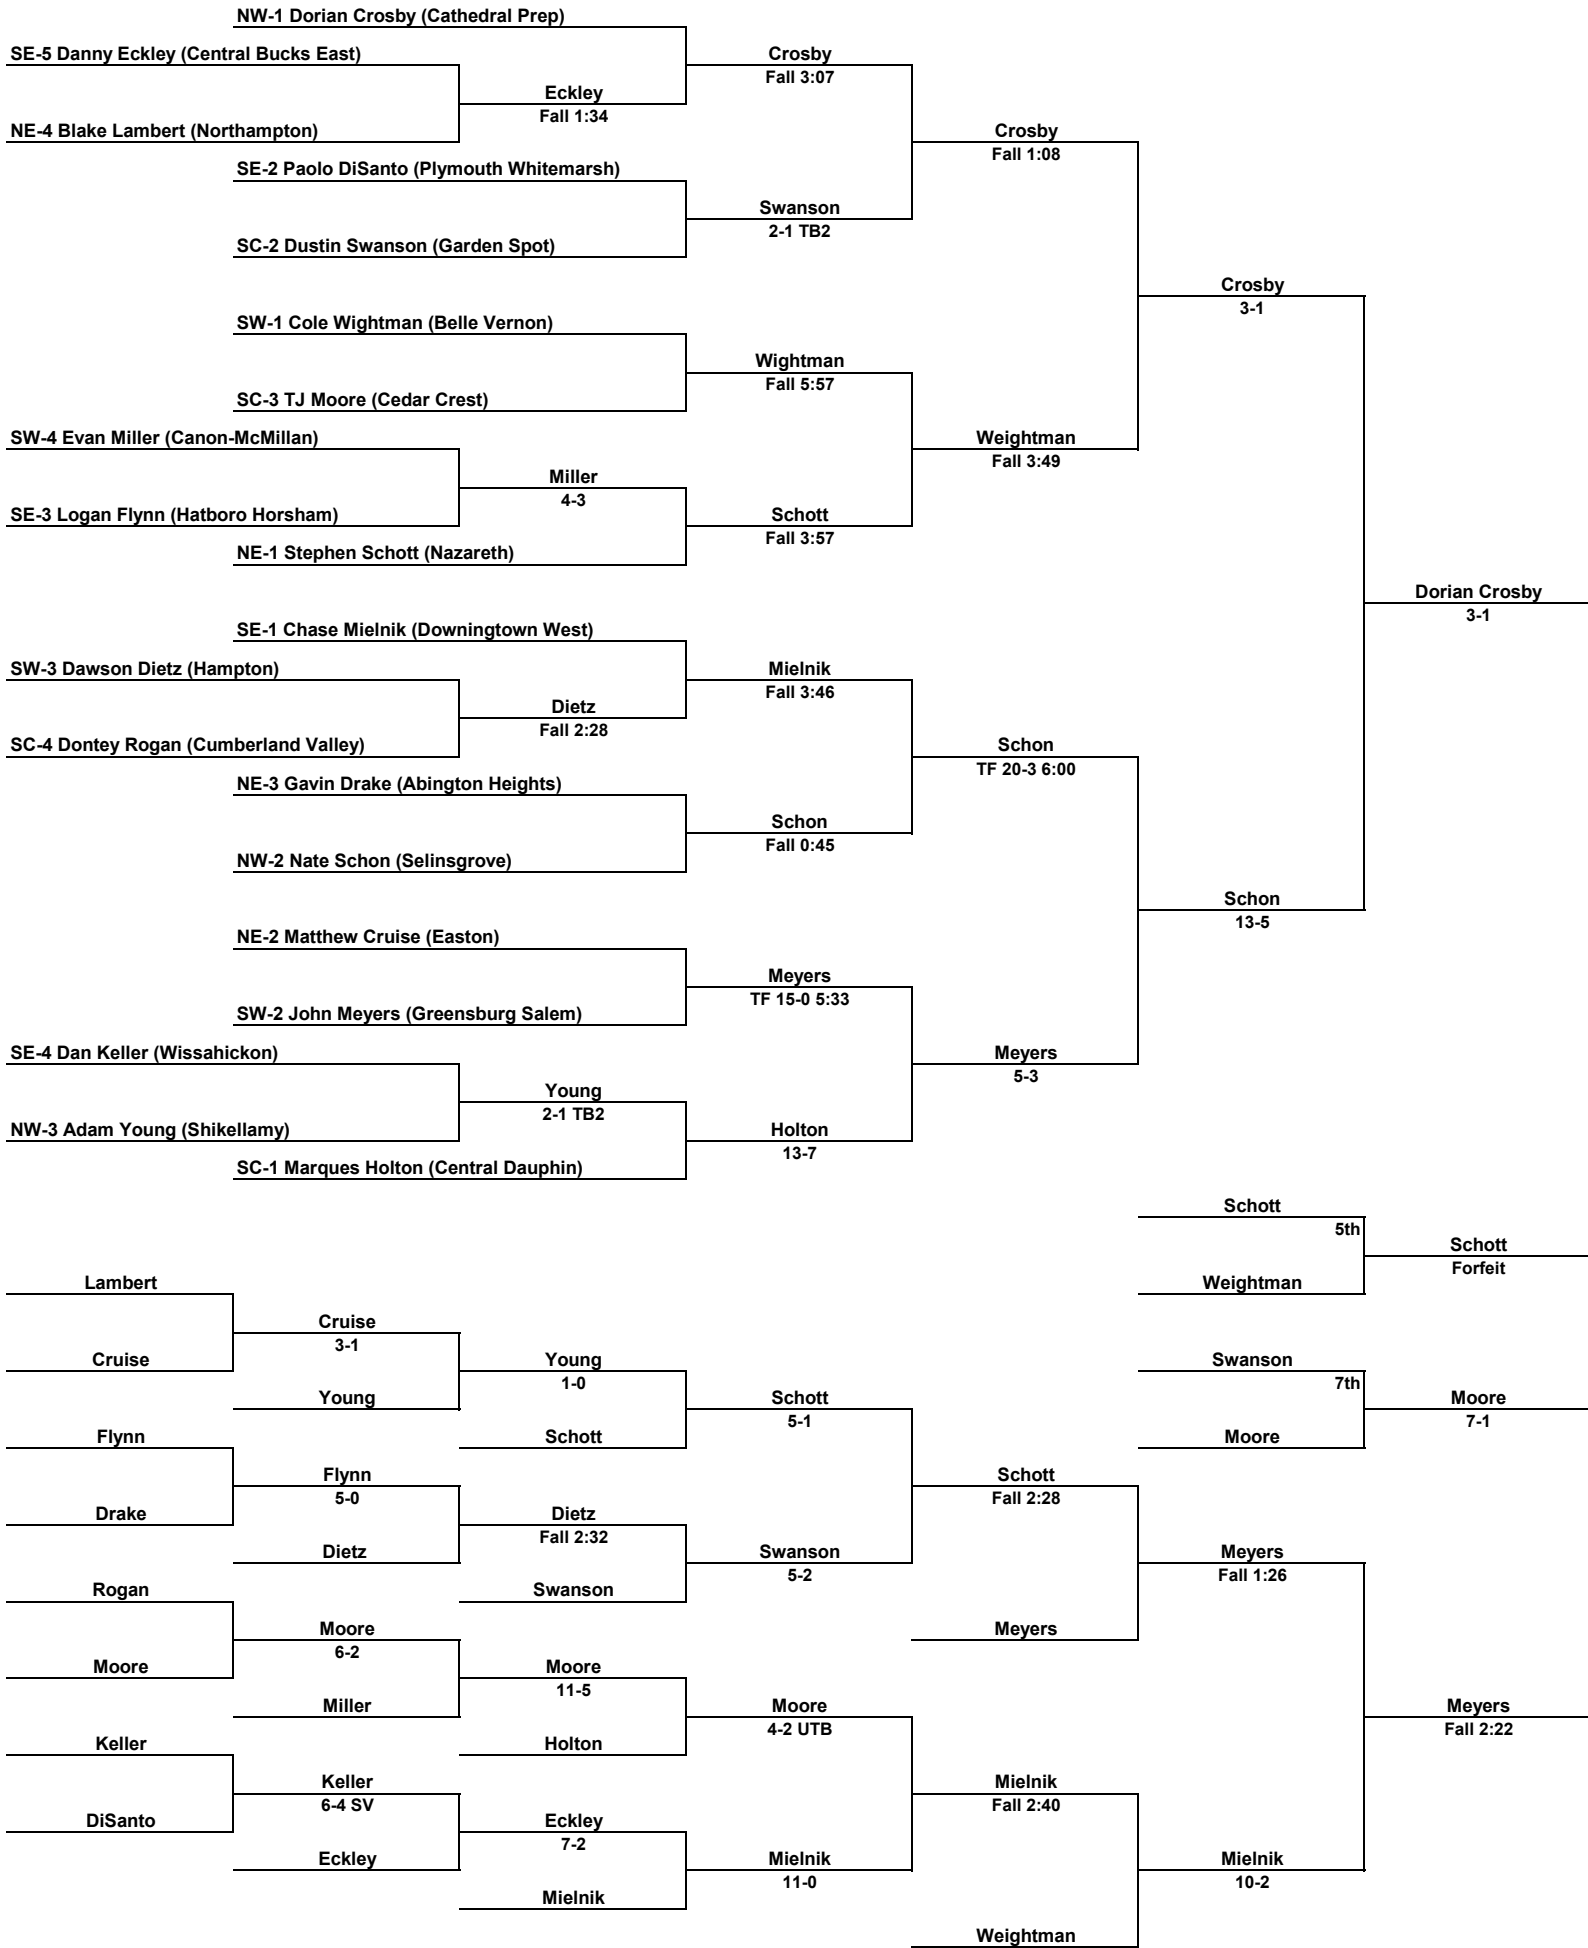 NW-1 Dorian Crosby (Cathedral Prep)
SE-5 Danny Eckley (Central Bucks East)
Crosby
Fall 3:07
Eckley
Fall 1:34
NE-4 Blake Lambert (Northampton)
Crosby
Fall 1:08
SE-2 Paolo DiSanto (Plymouth Whitemarsh)
Swanson
2-1 TB2
SC-2 Dustin Swanson (Garden Spot)
Crosby
3-1
SW-1 Cole Wightman (Belle Vernon)
Wightman
Fall 5:57
SC-3 TJ Moore (Cedar Crest)
SW-4 Evan Miller (Canon-McMillan)
Weightman
Fall 3:49
Miller
4-3
SE-3 Logan Flynn (Hatboro Horsham)
Schott
Fall 3:57
NE-1 Stephen Schott (Nazareth)
Dorian Crosby
3-1
SE-1 Chase Mielnik (Downingtown West)
SW-3 Dawson Dietz (Hampton)
Mielnik
Fall 3:46
Dietz
Fall 2:28
SC-4 Dontey Rogan (Cumberland Valley)
Schon
TF 20-3 6:00
NE-3 Gavin Drake (Abington Heights)
Schon
Fall 0:45
NW-2 Nate Schon (Selinsgrove)
Schon
13-5
NE-2 Matthew Cruise (Easton)
Meyers
TF 15-0 5:33
SW-2 John Meyers (Greensburg Salem)
SE-4 Dan Keller (Wissahickon)
Meyers
5-3
Young
2-1 TB2
NW-3 Adam Young (Shikellamy)
Holton
13-7
SC-1 Marques Holton (Central Dauphin)
Schott
5th
Schott
Forfeit
Lambert
Weightman
Cruise
3-1
Cruise
Young
1-0
Swanson
7th
Young
Schott
5-1
Moore
7-1
Flynn
Schott
Moore
Flynn
5-0
Schott
Fall 2:28
Drake
Dietz
Fall 2:32
Dietz
Swanson
5-2
Meyers
Fall 1:26
Rogan
Swanson
Moore
6-2
Meyers
Moore
Moore
11-5
Miller
Moore
4-2 UTB
Meyers
Fall 2:22
Keller
Holton
Keller
6-4 SV
Mielnik
Fall 2:40
DiSanto
Eckley
7-2
Eckley
Mielnik
11-0
Mielnik
10-2
Mielnik
Weightman